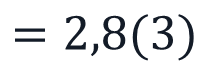 = 2,8(3)